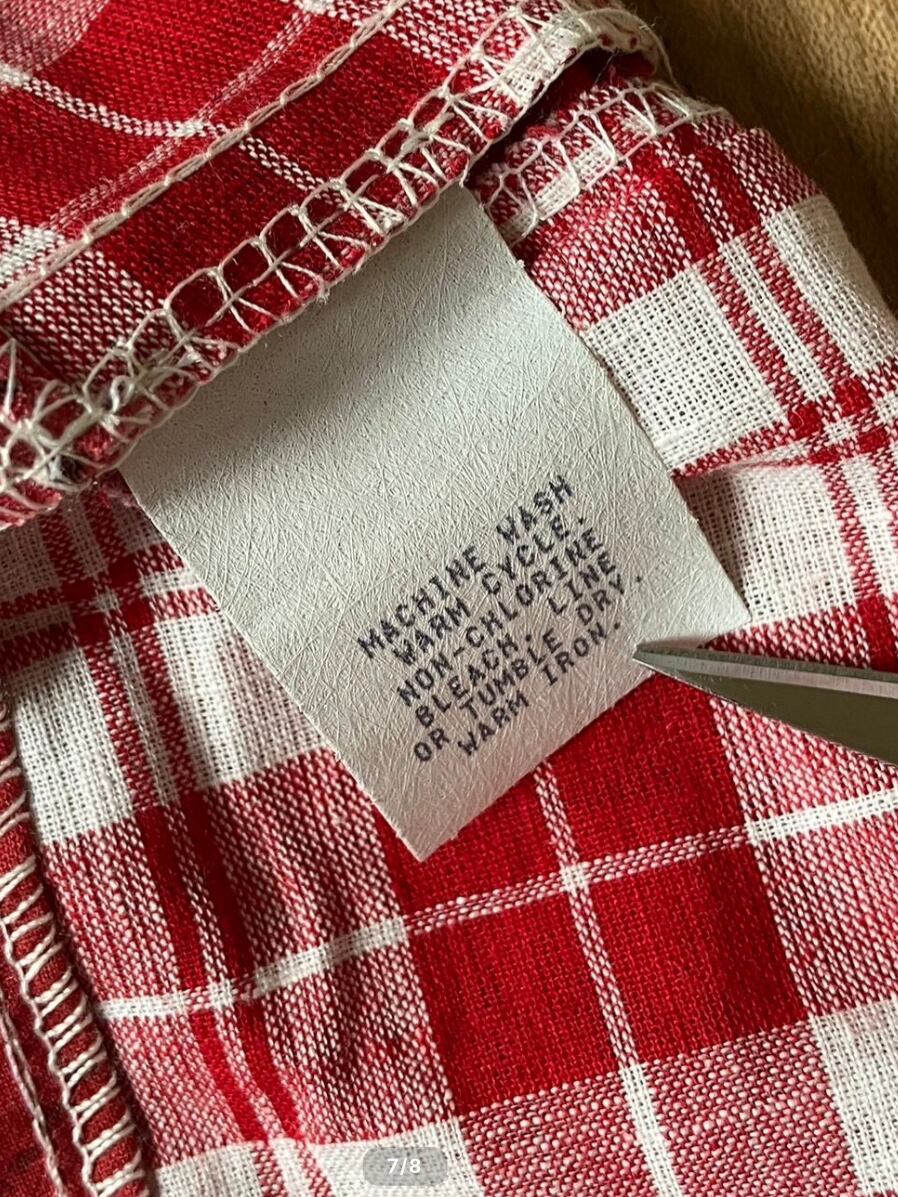 MACHINE WASH
WARM CYCLE.
NON-CHLORINE
BLEACH. LINE
OR TUMBLE DRY.
WARM IRON.
7/8